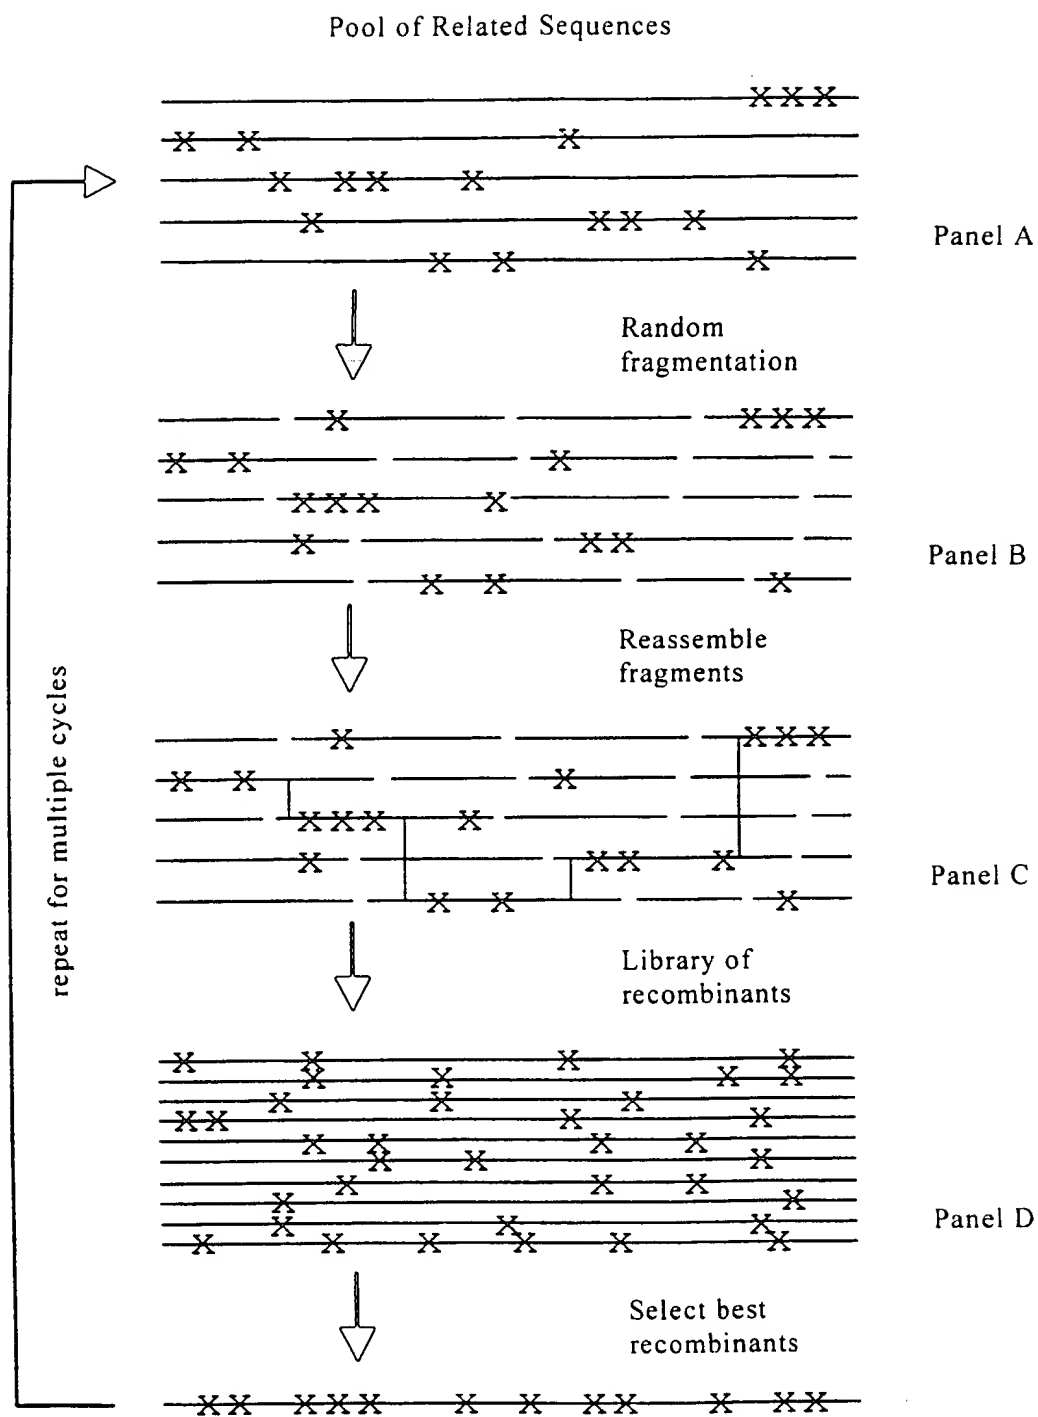 Pool of Related Sequences
Panel A
Random
fragmentation
Panel B
Reassemble
fragments
Panel C
Library of
recombinants
Panel D
Select best
recombinants
repeat for multiple cycles